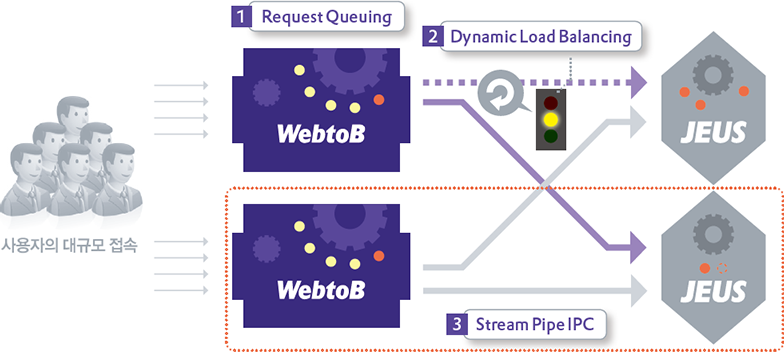 1 Request Queuing
2 Dynamic Load Balancing
WebtoB
JEUS
사용자의 대규모 접속
WebtoB
JEUS
3 Stream Pipe IPC